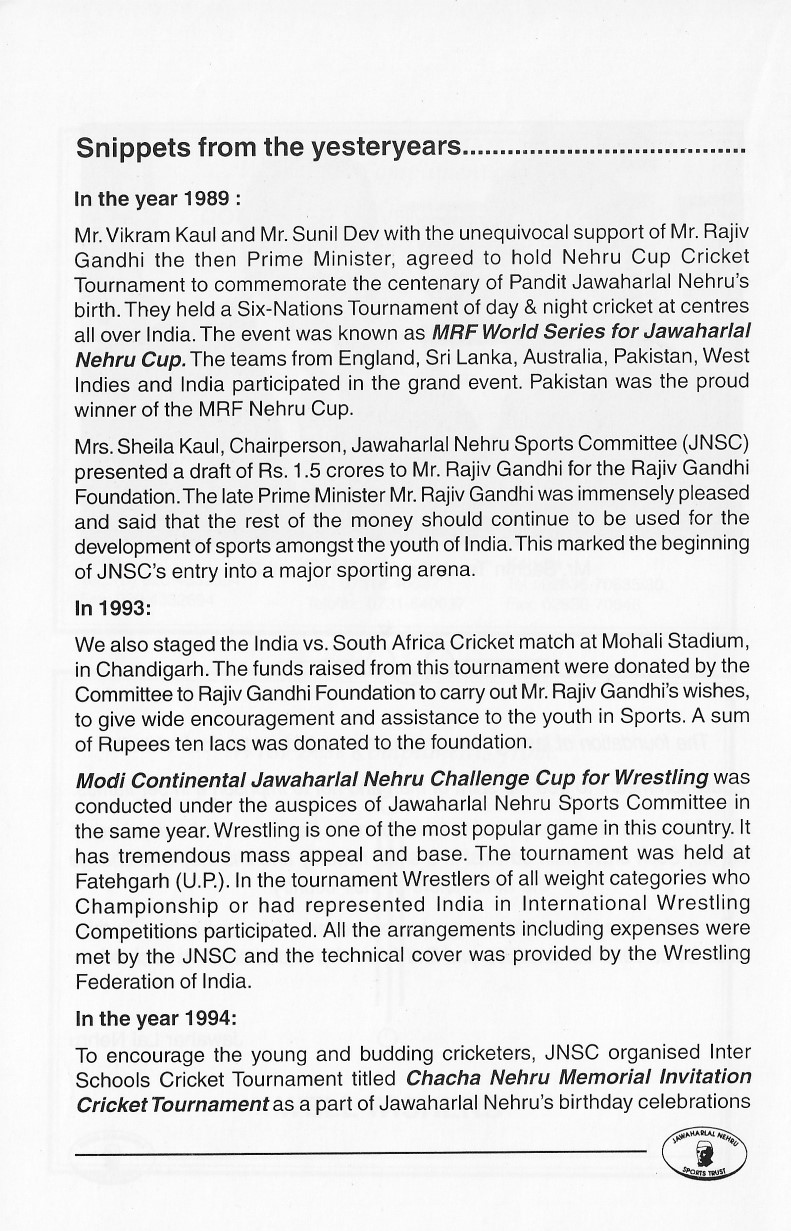 Snippets from the yesteryears......................................
In the year 1989 :
Mr. Vikram Kaul and Mr. Sunil Dev with the unequivocal support of Mr. Rajiv
Gandhi the then Prime Minister, agreed to hold Nehru Cup Cricket
Tournament to commemorate the centenary of Pandit Jawaharlal Nehru's
birth. They held a Six-Nations Tournament of day & night cricket at centres
all over India. The event was known as MRF World Series for Jawaharlal
Nehru Cup. The teams from England, Sri Lanka, Australia, Pakistan, West
Indies and India participated in the grand event. Pakistan was the proud
winner of the MRF Nehru Cup.
Mrs. Sheila Kaul, Chairperson, Jawaharlal Nehru Sports Committee (JNSC)
presented a draft of Rs. 1.5 crores to Mr. Rajiv Gandhi for the Rajiv Gandhi
Foundation. The late Prime Minister Mr. Rajiv Gandhi was immensely pleased
and said that the rest of the money should continue to be used for the
development of sports amongst the youth of India. This marked the beginning
of JNSC's entry into a major sporting arena.
In 1993:
We also staged the India vs. South Africa Cricket match at Mohali Stadium,
in Chandigarh. The funds raised from this tournament were donated by the
Committee to Rajiv Gandhi Foundation to carry out Mr. Rajiv Gandhi's wishes,
to give wide encouragement and assistance to the youth in Sports. A sum
of Rupees ten lacs was donated to the foundation.
Modi Continental Jawaharlal Nehru Challenge Cup for Wrestling was
conducted under the auspices of Jawaharlal Nehru Sports Committee in
the same year. Wrestling is one of the most popular game in this country. It
has tremendous mass appeal and base. The tournament was held at
Fatehgarh (U.P.). In the tournament Wrestlers of all weight categories who
Championship or had represented India in International Wrestling
Competitions participated. All the arrangements including expenses were
met by the JNSC and the technical cover was provided by the Wrestling
Federation of India.
In the year 1994:
To encourage the young and budding cricketers, JNSC organised Inter
Schools Cricket Tournament titled Chacha Nehru Memorial Invitation
Cricket Tournament as a part of Jawaharlal Nehru's birthday celebrations
JAWAHARLAL NEHRU
SPORTS TRUST